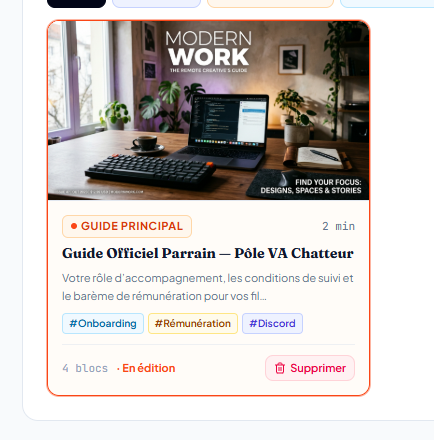 MODERN
WORK
THE REMOTE CREATIVE'S GUIDE
FIND YOUR FOCUS:
DESIGNS, SPACES & STORIES
GUIDE PRINCIPAL
2 min
Guide Officiel Parrain — Pôle VA Chatteur
Votre rôle d'accompagnement, les conditions de suivi et
le barème de rémunération pour vos fil...
#Onboarding #Rémunération #Discord
4 blocs · En édition
Supprimer